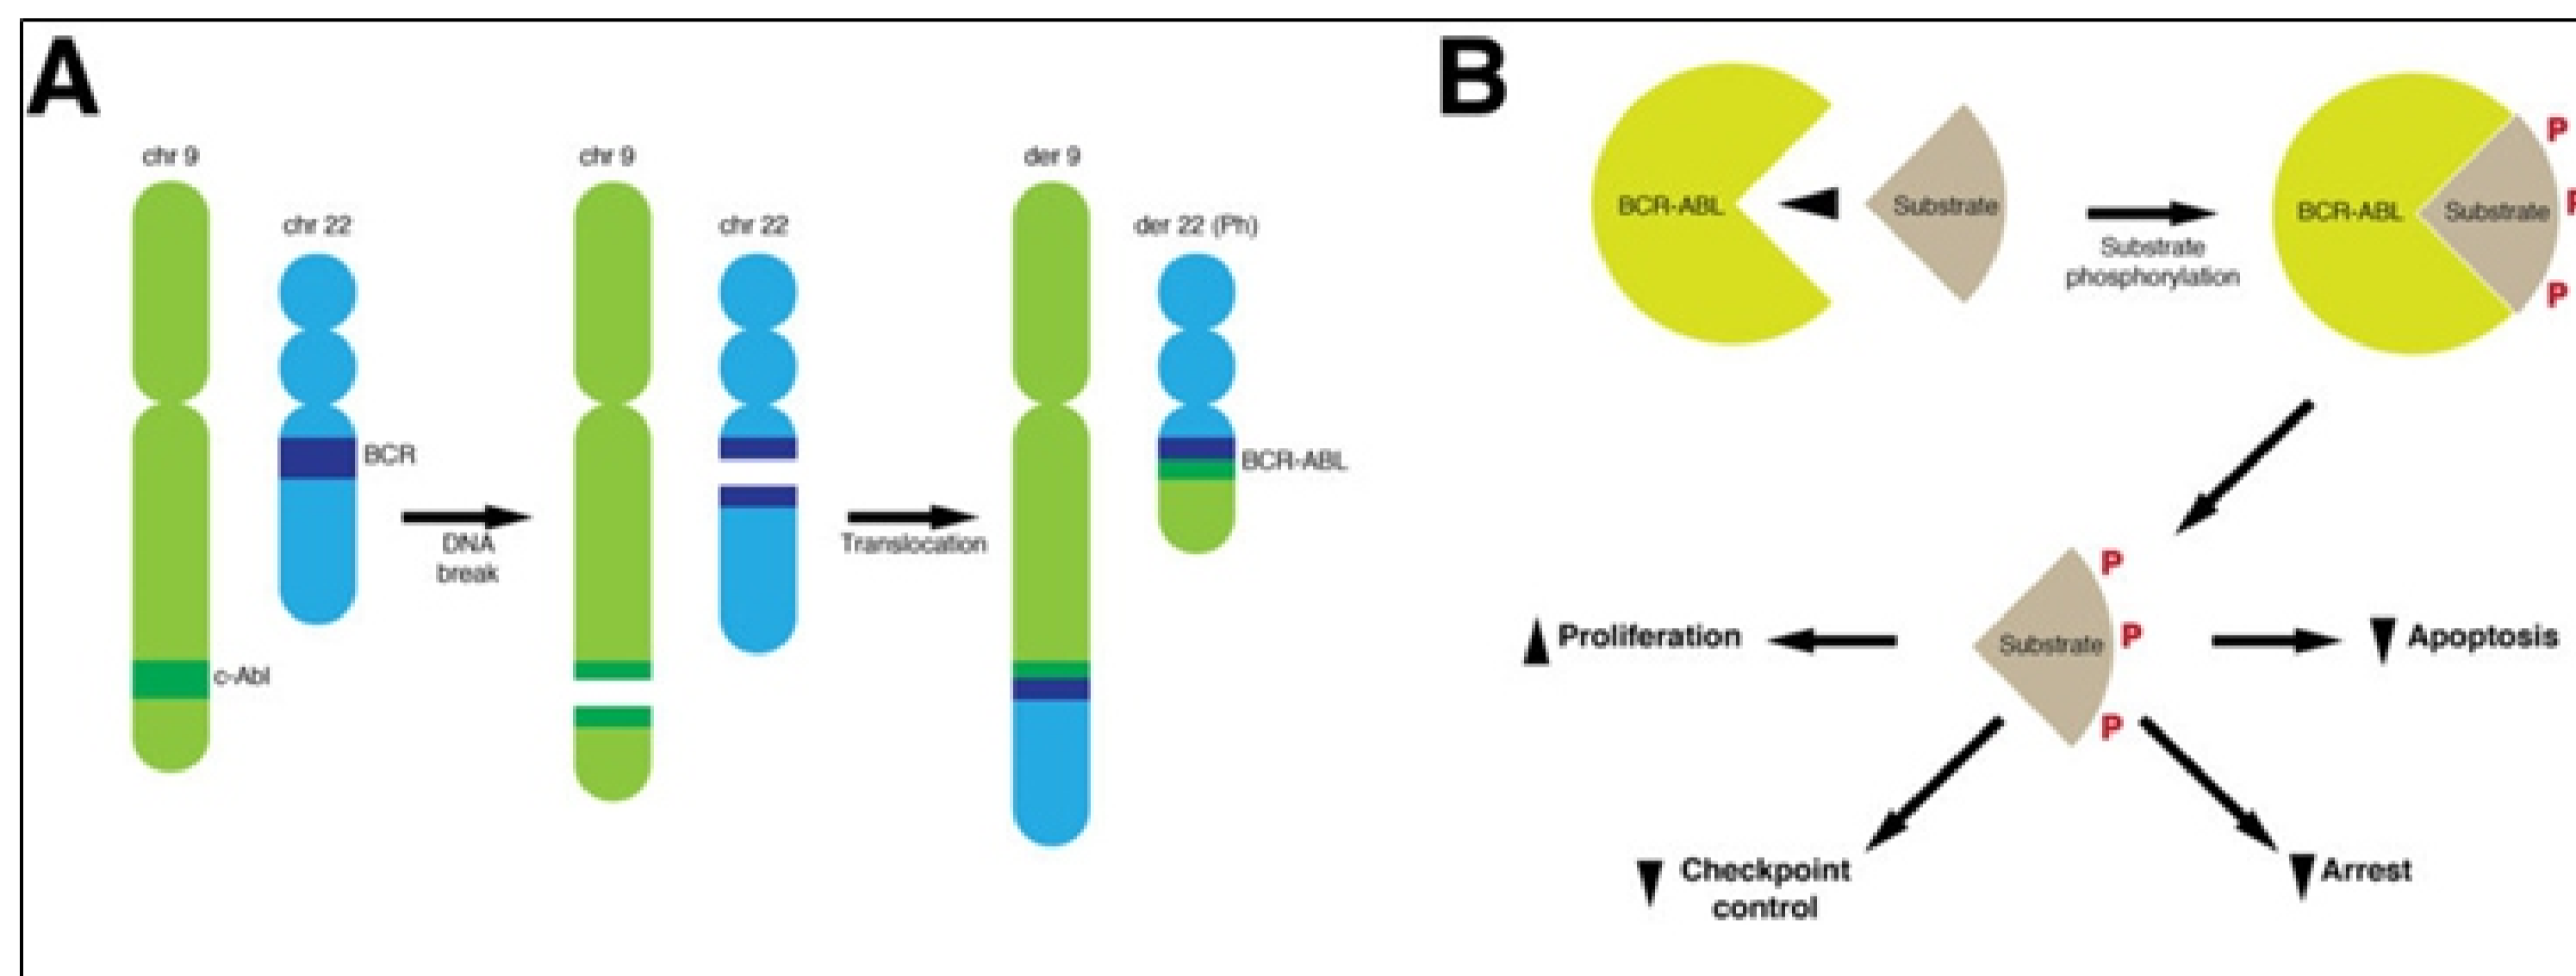 A
chr 9
chr 22
BCR
c-Abl
DNA
break
chr 9
chr 22
Translocation
der 9
der 22 (Ph)
BCR-ABL
B
BCR-ABL
Substrate
Substrate
phosphorylation
BCR-ABL
Substrate
P
P
P
Substrate
P
P
P
Proliferation
Apoptosis
Checkpoint
control
Arrest